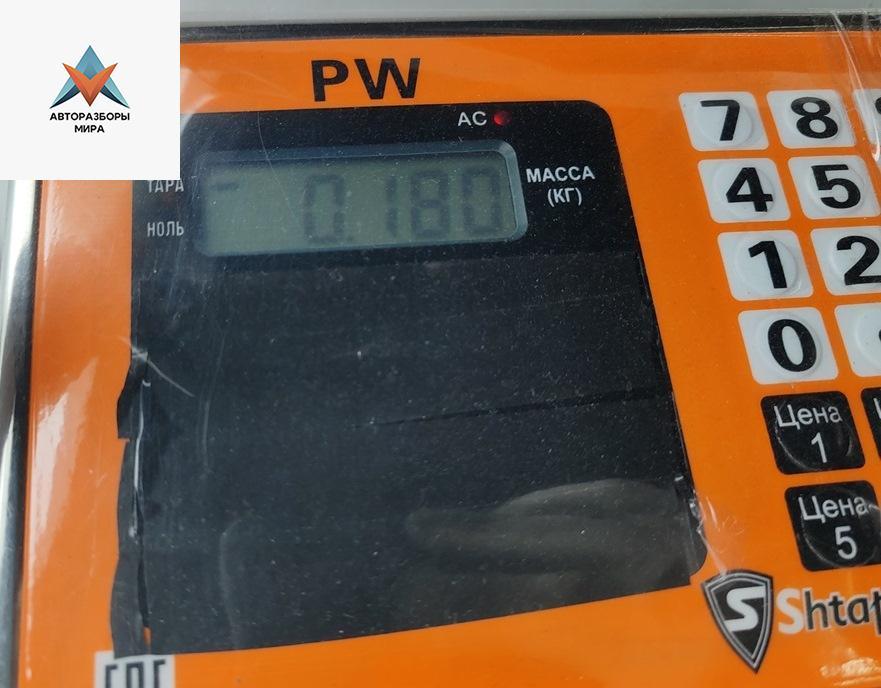 АВТОРАЗБОРЫ
МИРА
PW
AC
ТАРА
НОЛЬ
0.180
МАССА
(КГ)
7 8
4 5
1 2
0
Цена
1
Цена
5
S Shtap